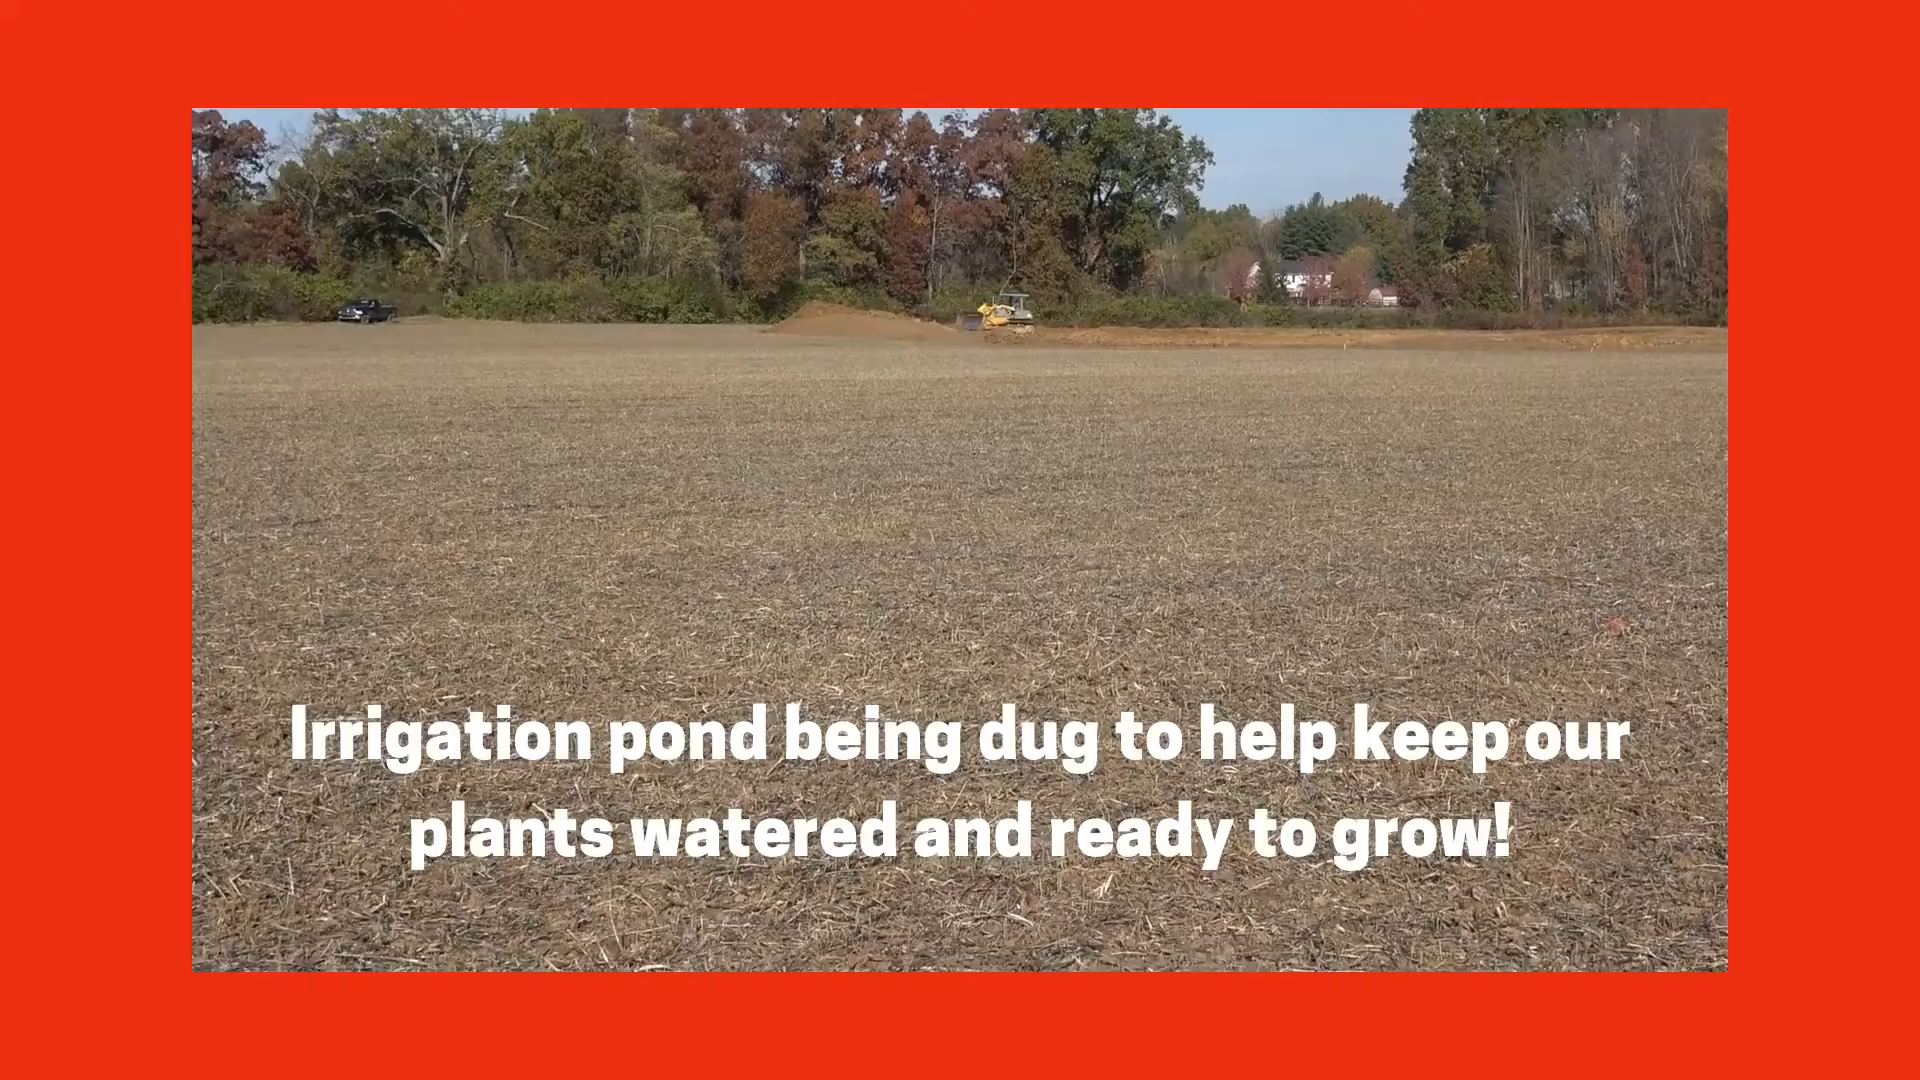 Irrigation pond being dug to help keep our
plants watered and ready to grow!